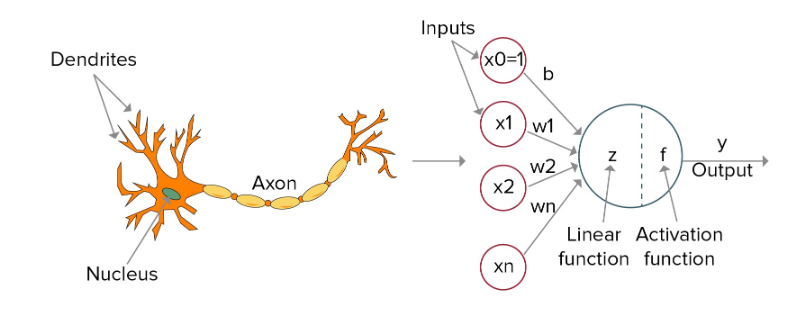 Dendrites
Axon
Nucleus
Inputs
x0=1
b
x1
w1
x2
w2
wn
xn
z
f
y
Output
Linear
function
Activation
function